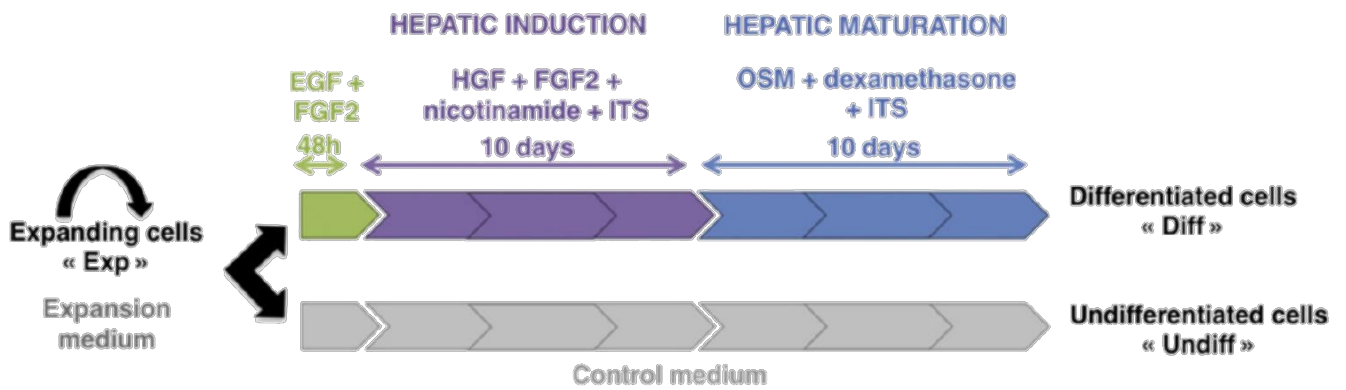 HEPATIC INDUCTION
HEPATIC MATURATION
EGF +
FGF2
48h
HGF + FGF2 +
nicotinamide + ITS
10 days
OSM + dexamethasone
+ ITS
10 days
Expanding cells
« Exp »
Expansion
medium
Differentiated cells
« Diff »
Undifferentiated cells
« Undiff »
Control medium